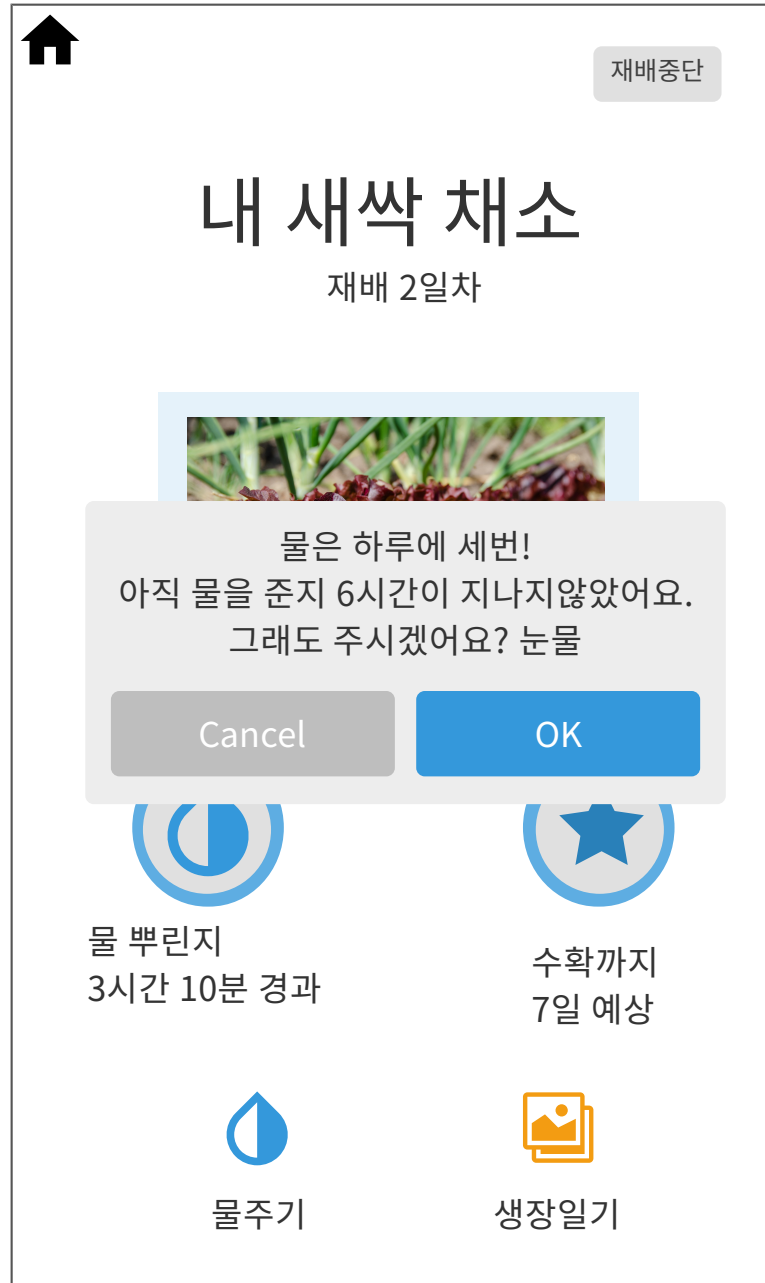 재배중단
내 새싹 채소
재배 2일차
물은 하루에 세번!
아직 물을 준지 6시간이 지나지않았어요.
그래도 주시겠어요? 눈물
Cancel
OK
물 뿌린지
3시간 10분 경과
수확까지
7일 예상
물주기
생장일기